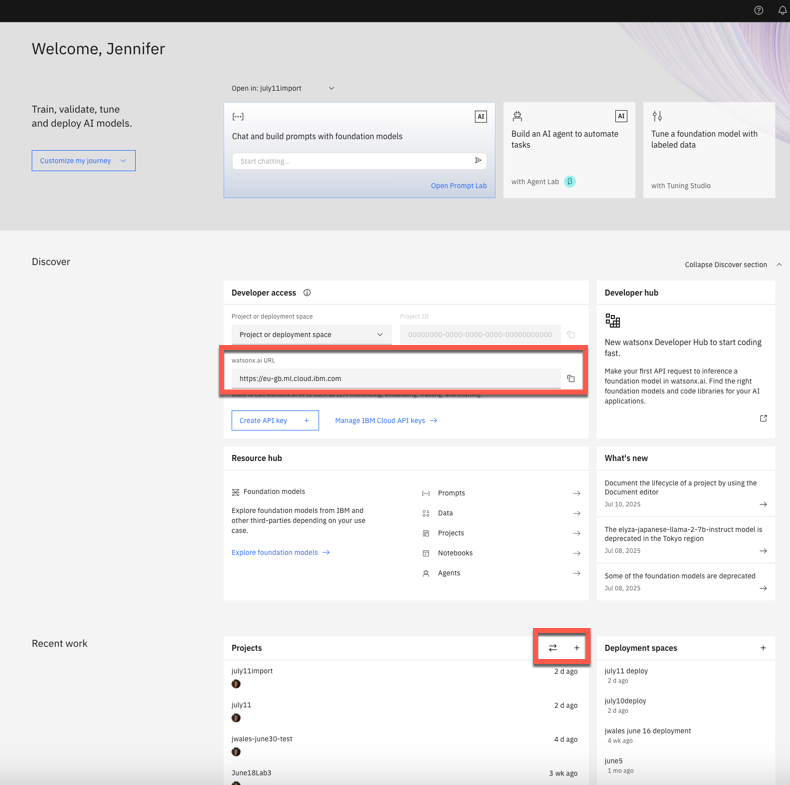 Welcome, Jennifer
Open in: july11import
Train, validate, tune
and deploy AI models.
Customize my journey
AI
Chat and build prompts with foundation models
Start chatting...
Open Prompt Lab
AI
Build an AI agent to automate
tasks
with Agent Lab β
Tune a foundation model with
labeled data
with Tuning Studio
Discover
Collapse Discover section
Developer access
Project or deployment space
Project ID
Project or deployment space
00000000-0000-0000-0000-00000000000
watsonx.ai URL
https://eu-gb.ml.cloud.ibm.com
Create API key +
Manage IBM Cloud API keys
Developer hub
New watsonx Developer Hub to start coding
fast.
Make your first API request to inference a
foundation model in watsonx.ai. Find the right
foundation models and code libraries for your AI
applications.
Resource hub
Foundation models
Explore foundation models from IBM and
other third-parties depending on your use
case.
Explore foundation models
Prompts
Data
Projects
Notebooks
Agents
What's new
Document the lifecycle of a project by using the
Document editor
Jul 10, 2025
The elyza-japanese-llama-2-7b-instruct model is
deprecated in the Tokyo region
Jul 08, 2025
Some of the foundation models are deprecated
Jul 08, 2025
Recent work
Projects
july11import
2 d ago
july11
2 d ago
jwales-june30-test
4 d ago
June18Lab3
3 wk ago
Deployment spaces
july11 deploy
2 d ago
july10deploy
2 d ago
jwales june 16 deployment
4 wk ago
june5
1 mo ago